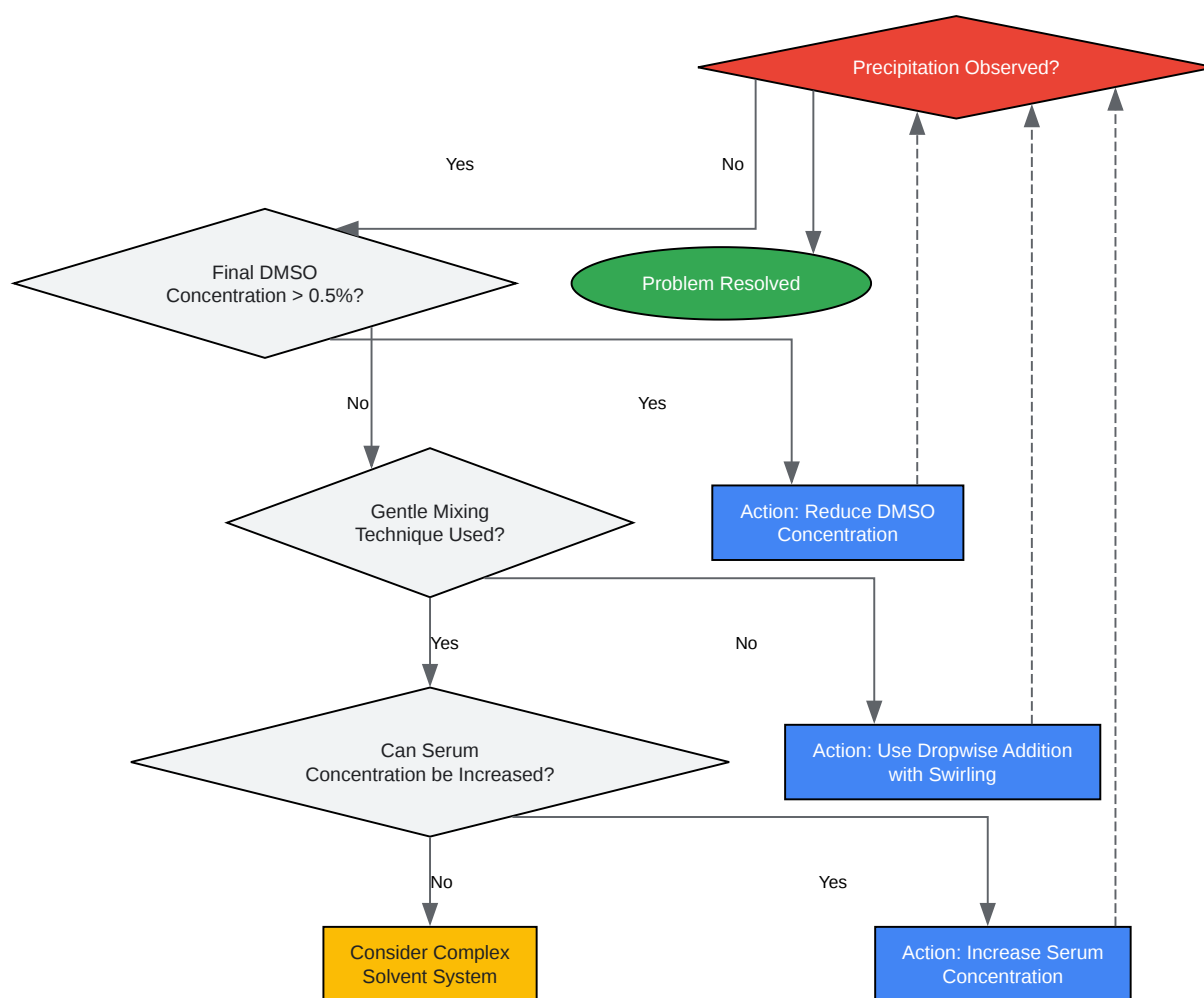 Precipitation Observed?
Yes
No
Final DMSO
Concentration > 0.5%?
Problem Resolved
No
Yes
Gentle Mixing
Technique Used?
Action: Reduce DMSO
Concentration
Yes
No
Can Serum
Concentration be Increased?
Action: Use Dropwise Addition
with Swirling
No
Yes
Consider Complex
Solvent System
Action: Increase Serum
Concentration